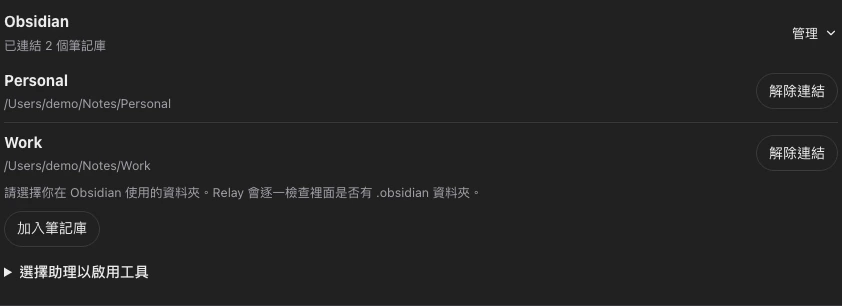 Obsidian
已連結 2 個筆記庫
管理
Personal
/Users/demo/Notes/Personal
解除連結
Work
/Users/demo/Notes/Work
解除連結
請選擇你在 Obsidian 使用的資料夾。Relay 會逐一檢查裡面是否有 .obsidian 資料夾。
加入筆記庫
選擇助理以啟用工具